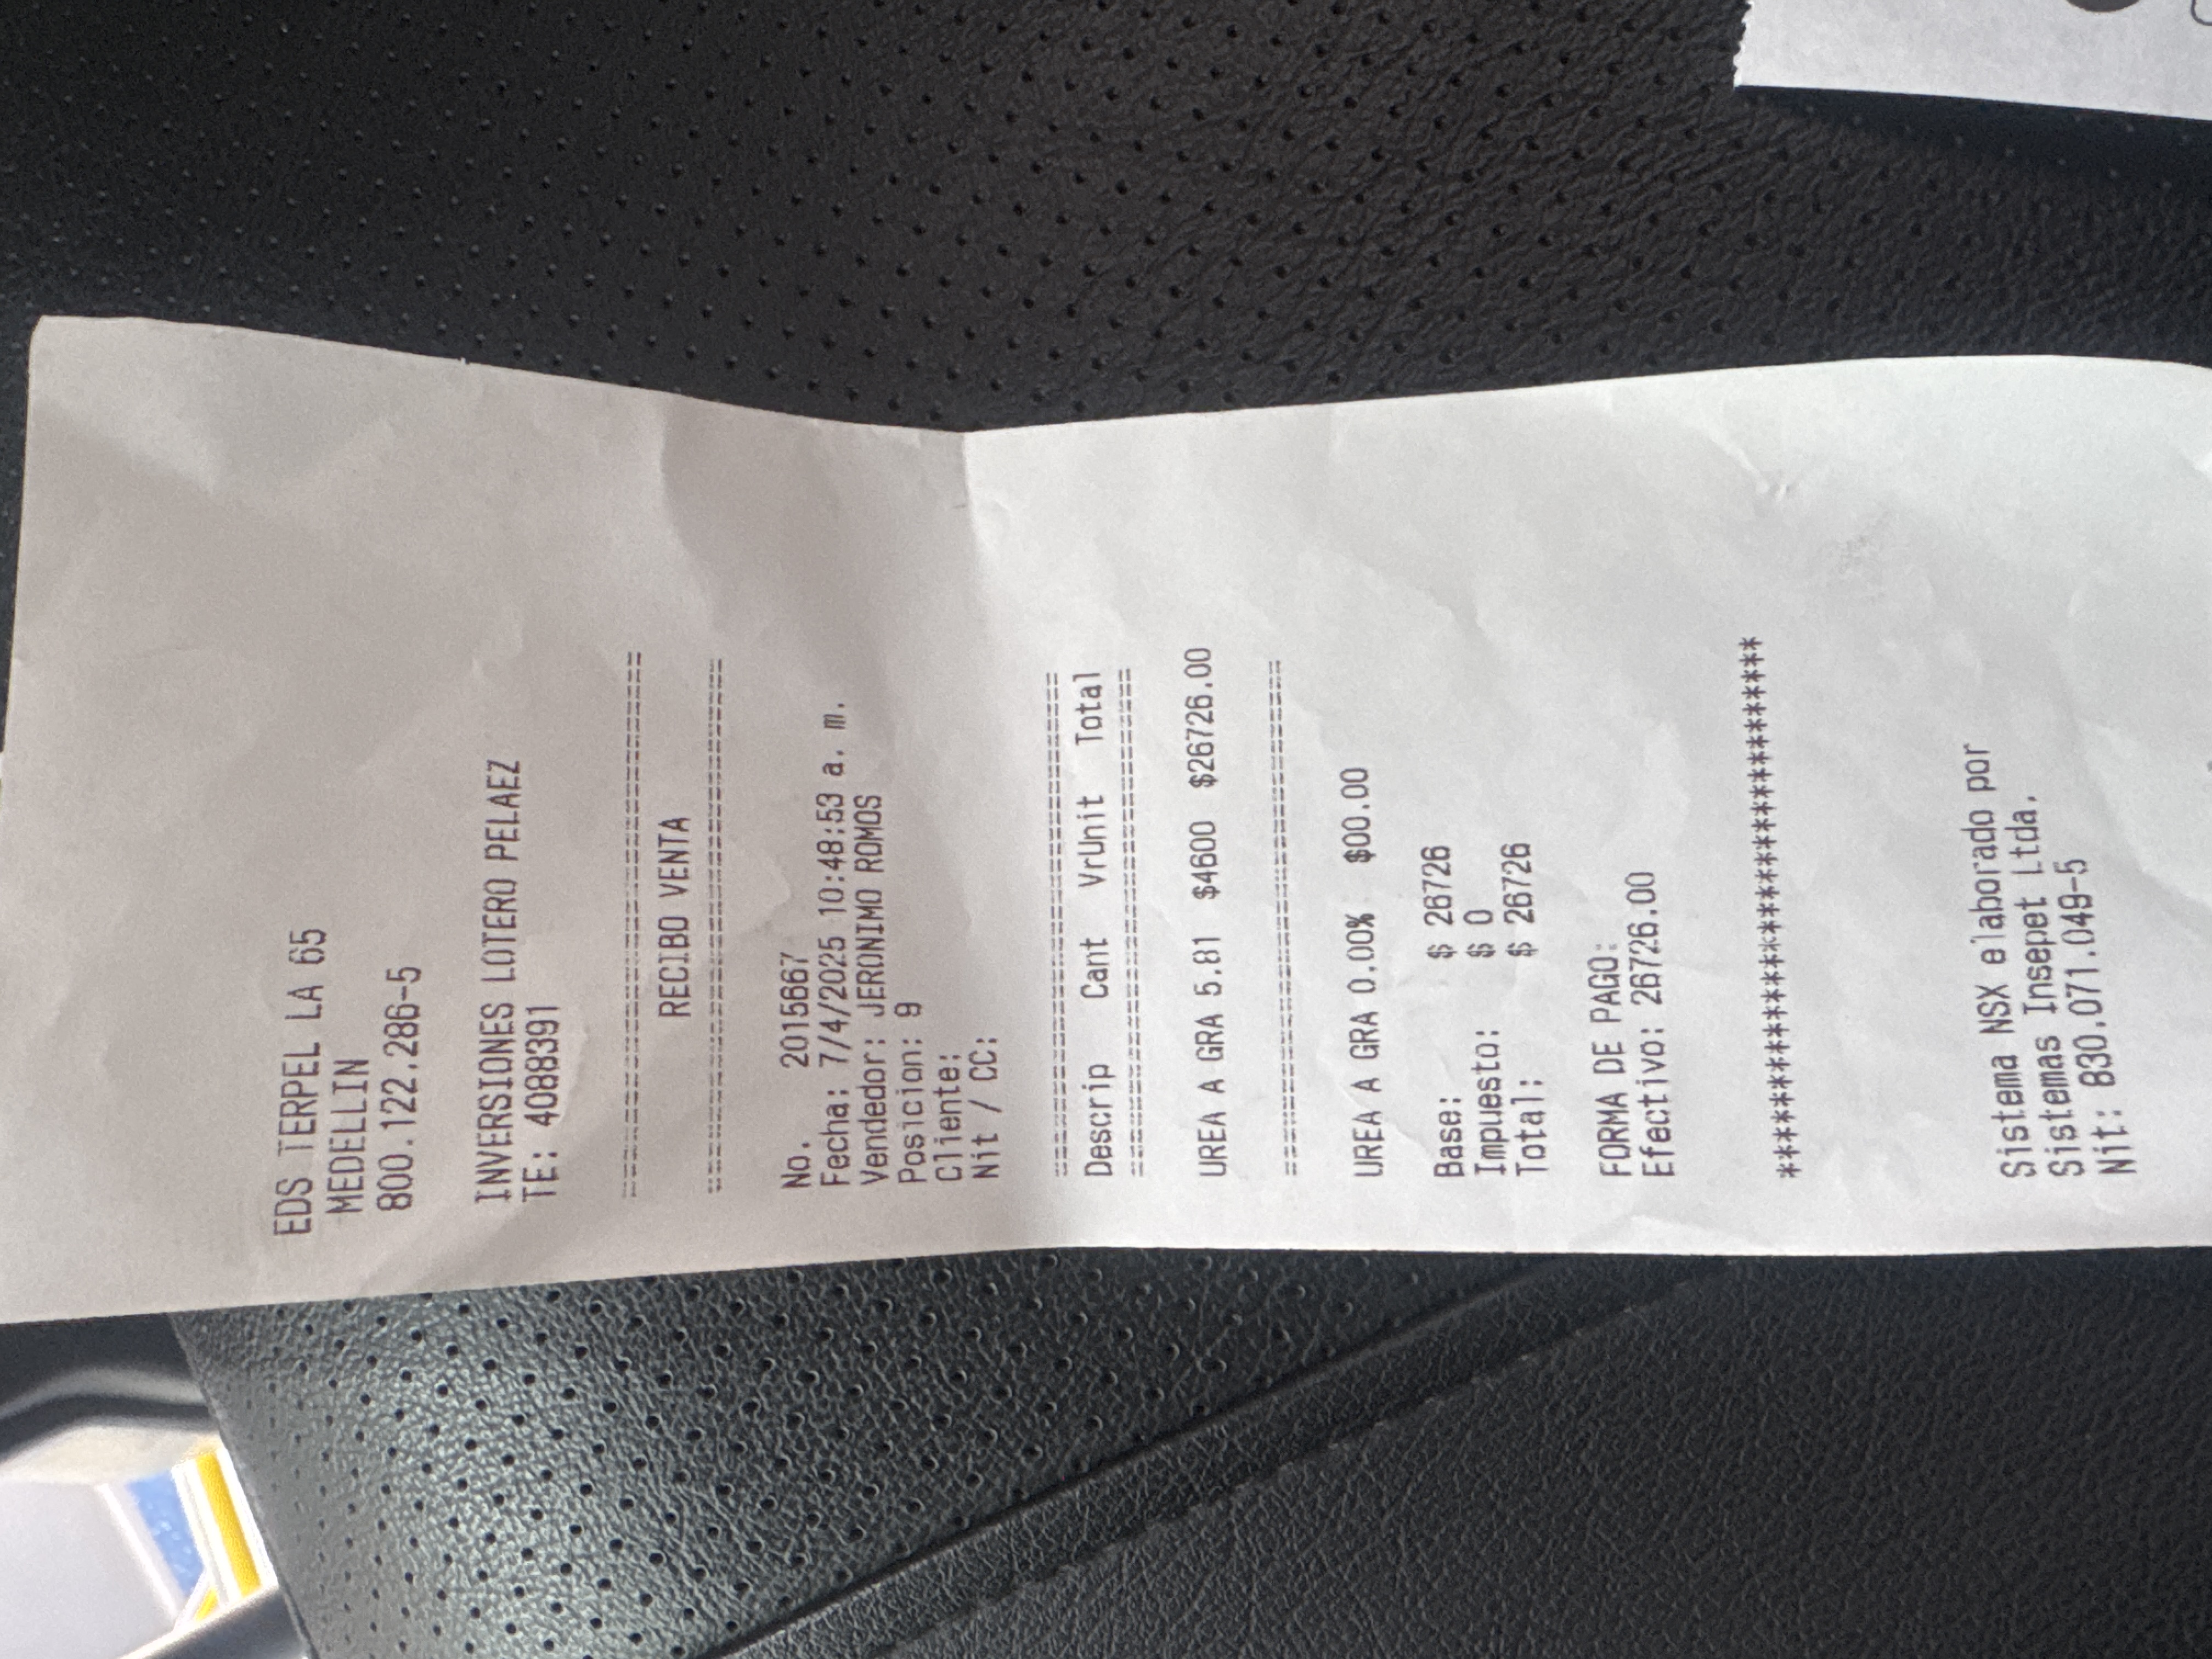 EDS TERPEL LA 65
MEDELLIN
800.122.286-5
INVERSIONES LOTERO PELAEZ
TE: 4088391
================================
RECIBO VENTA
================================
No. 2015667
Fecha: 7/4/2025 10:48:53 a. m.
Vendedor: JERONIMO ROMOS
Posicion: 9
Cliente:
Nit / CC:
================================
Descrip Cant VrUnit Total
================================
UREA A GRA 5.81 $4600 $26726.00
================================
UREA A GRA 0.00% $00.00
Base: $ 26726
Impuesto: $ 0
Total: $ 26726
FORMA DE PAGO:
Efectivo: 26726.00
********************************
Sistema NSX elaborado por
Sistemas Insepet Ltda.
Nit: 830.071.049-5